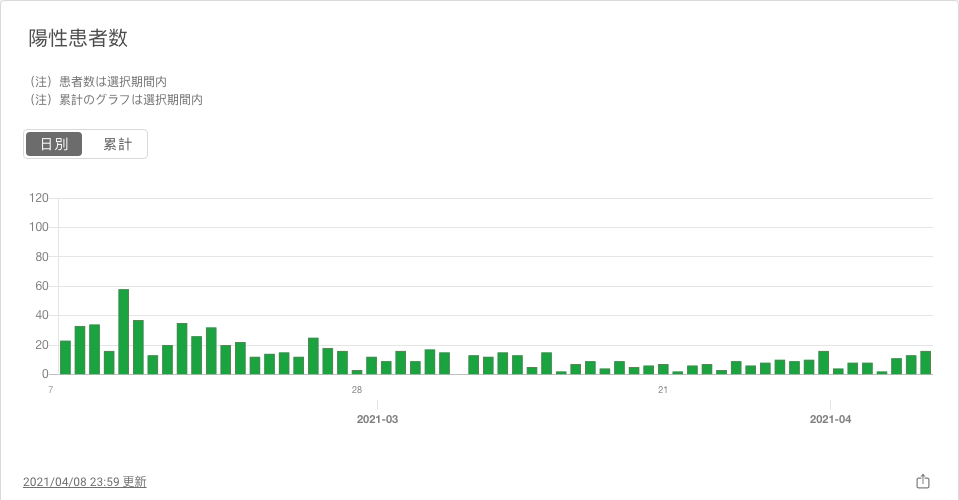 陽性患者数
（注）患者数は選択期間内
（注）累計のグラフは選択期間内
日別 累計
120
100
80
60
40
20
0
7 28 21
2021-03 2021-04
2021/04/08 23:59 更新